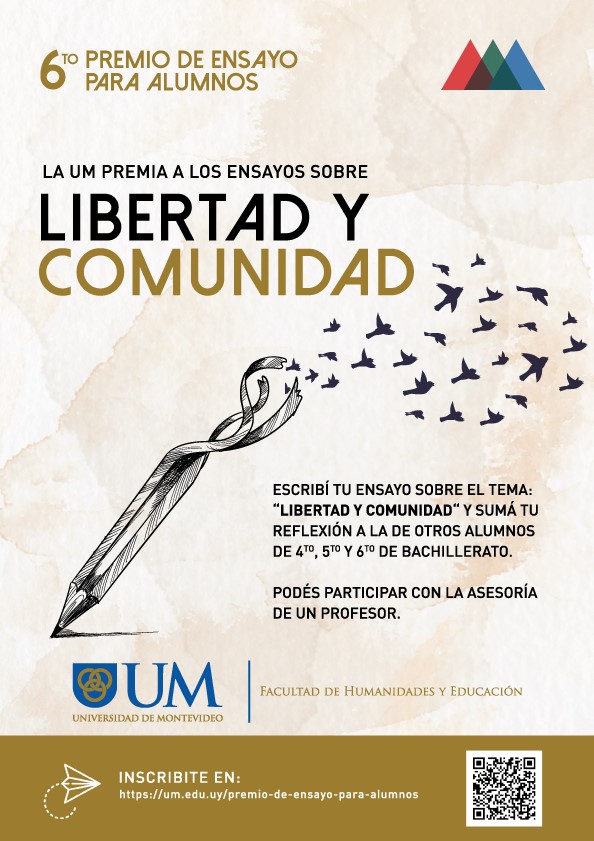 6TO PREMIO DE ENSAYO
PARA ALUMNOS
LA UM PREMIA A LOS ENSAYOS SOBRE
LIBERTAD Y
COMUNIDAD
ESCRIBÍ TU ENSAYO SOBRE EL TEMA:
“LIBERTAD Y COMUNIDAD“ Y SUMÁ TU
REFLEXIÓN A LA DE OTROS ALUMNOS
DE 4TO, 5TO Y 6TO DE BACHILLERATO.
PODÉS PARTICIPAR CON LA ASESORÍA
DE UN PROFESOR.
UM
UNIVERSIDAD DE MONTEVIDEO
FACULTAD DE HUMANIDADES Y EDUCACIÓN
INSCRIBITE EN:
https://um.edu.uy/premio-de-ensayo-para-alumnos